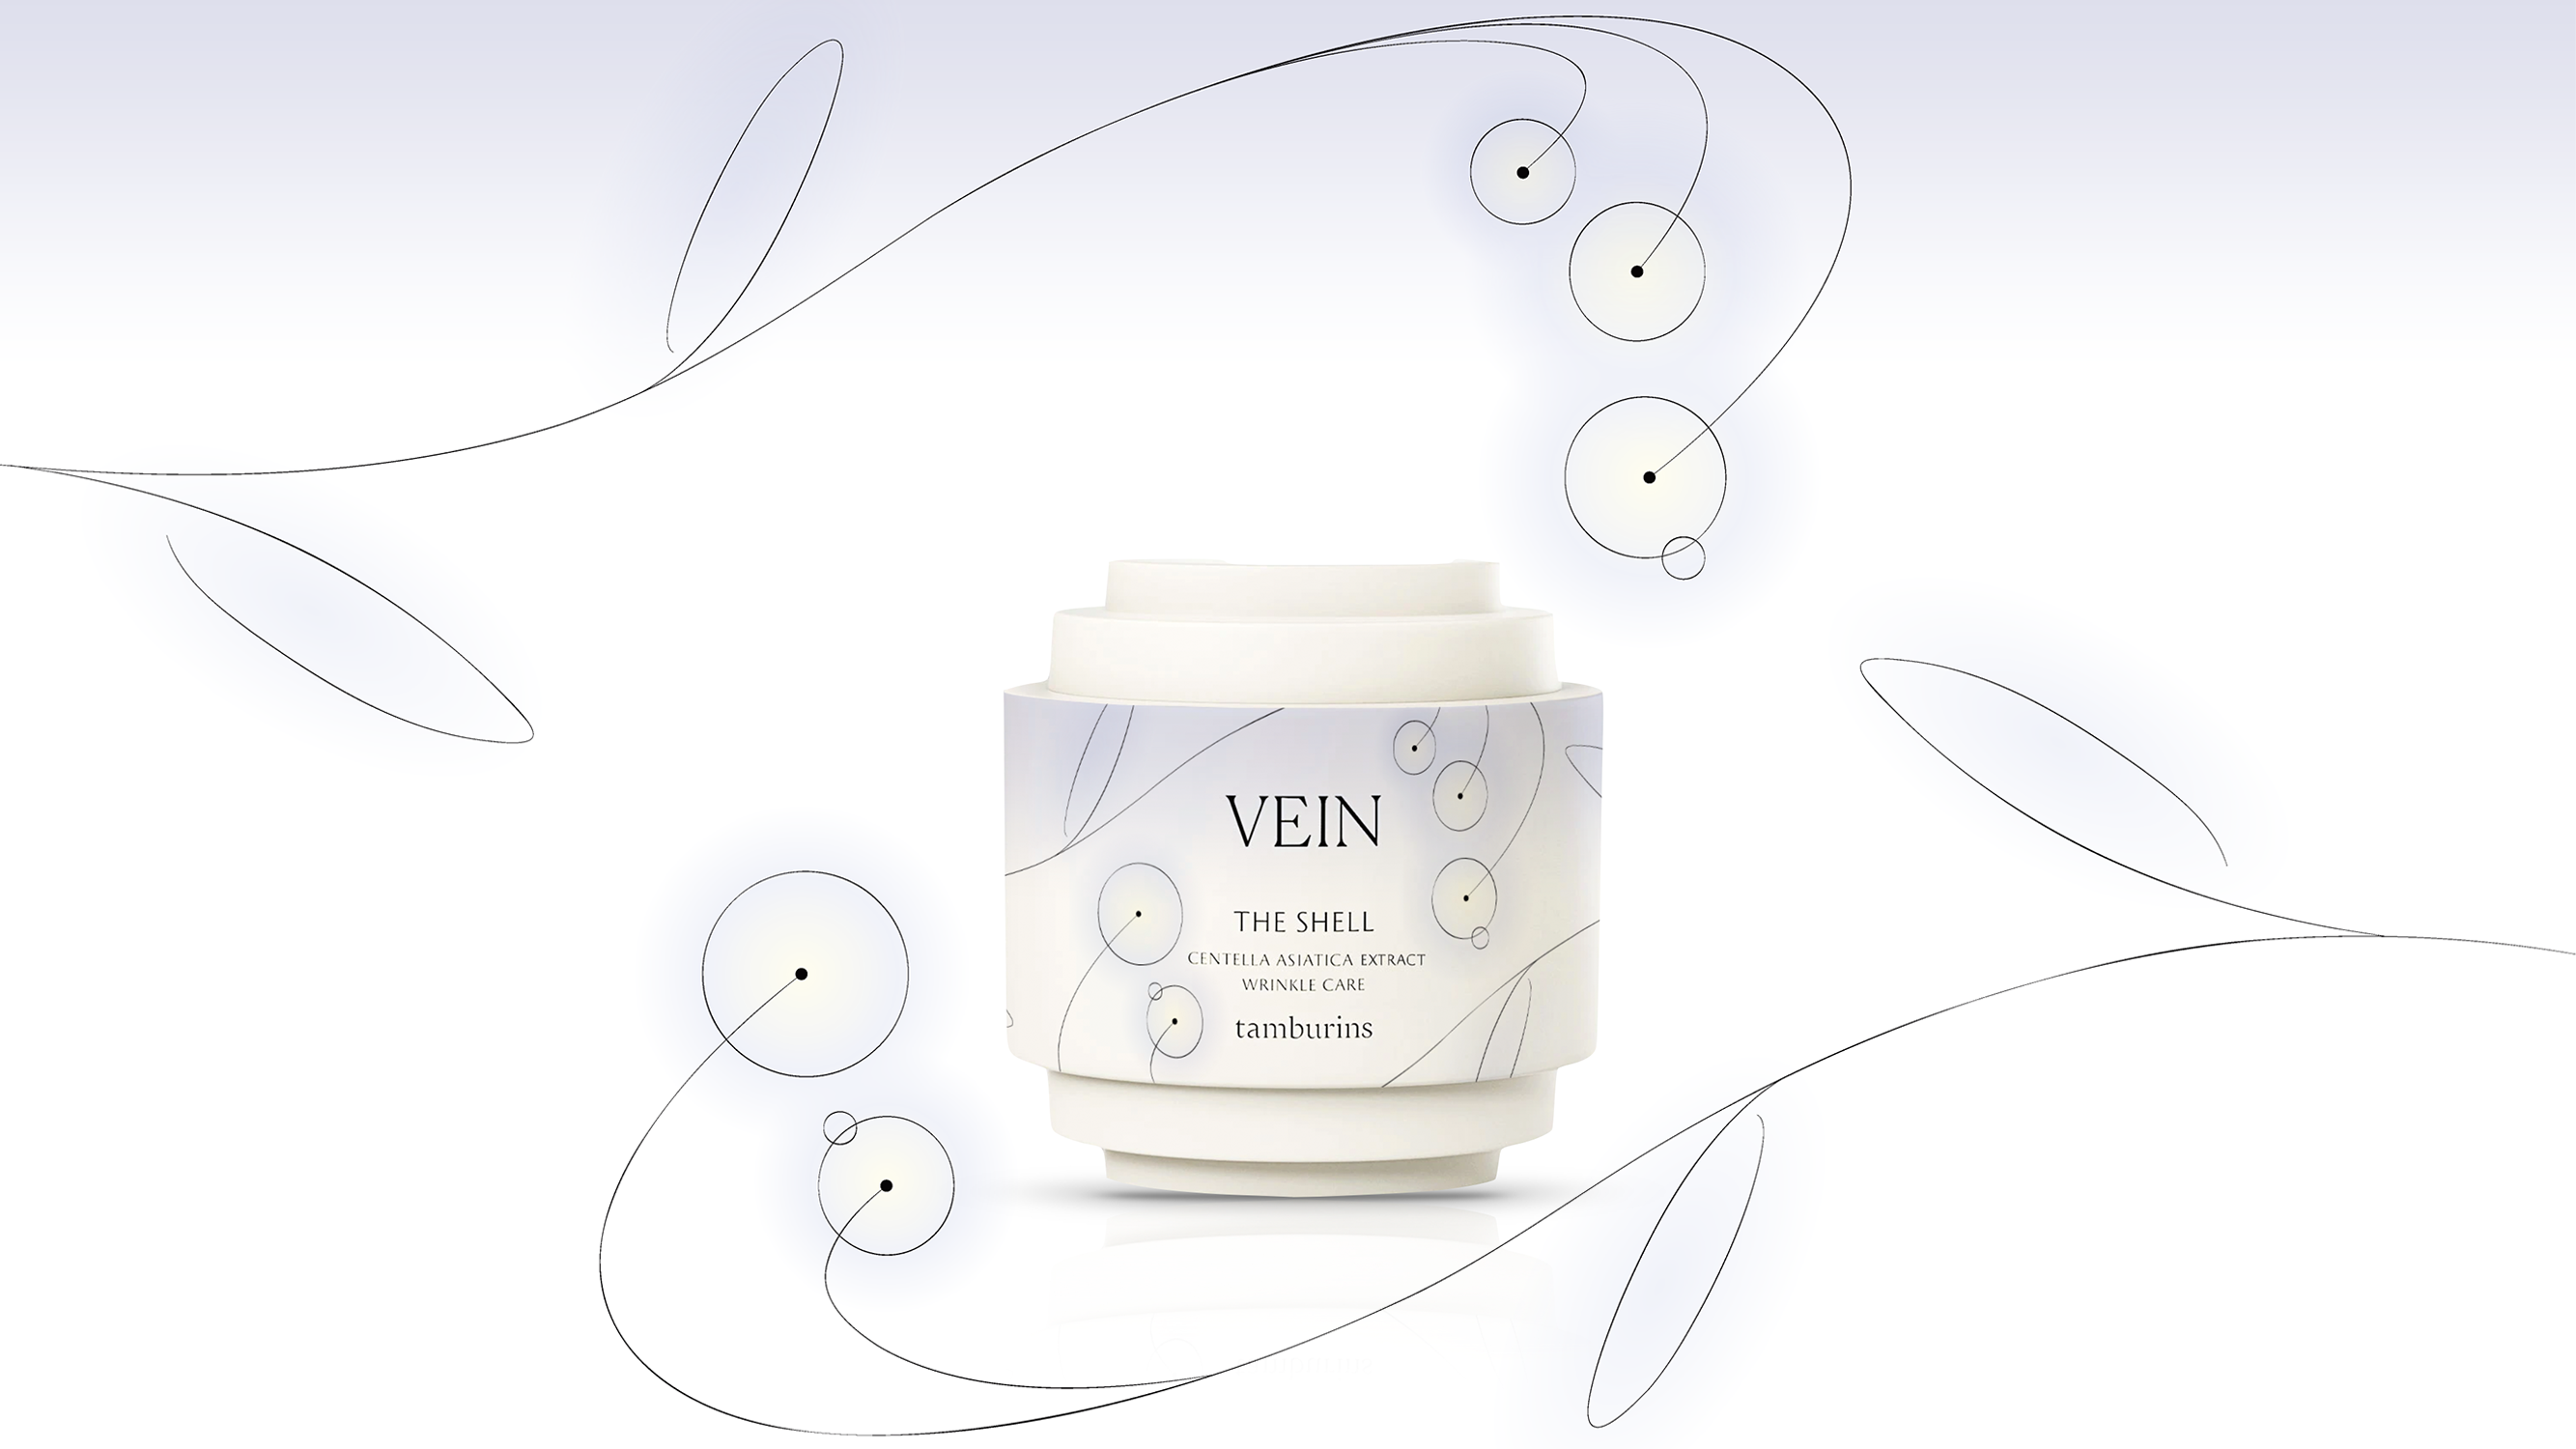 VEIN
THE SHELL
CENTELLA ASIATICA EXTRACT
WRINKLE CARE
tamburins